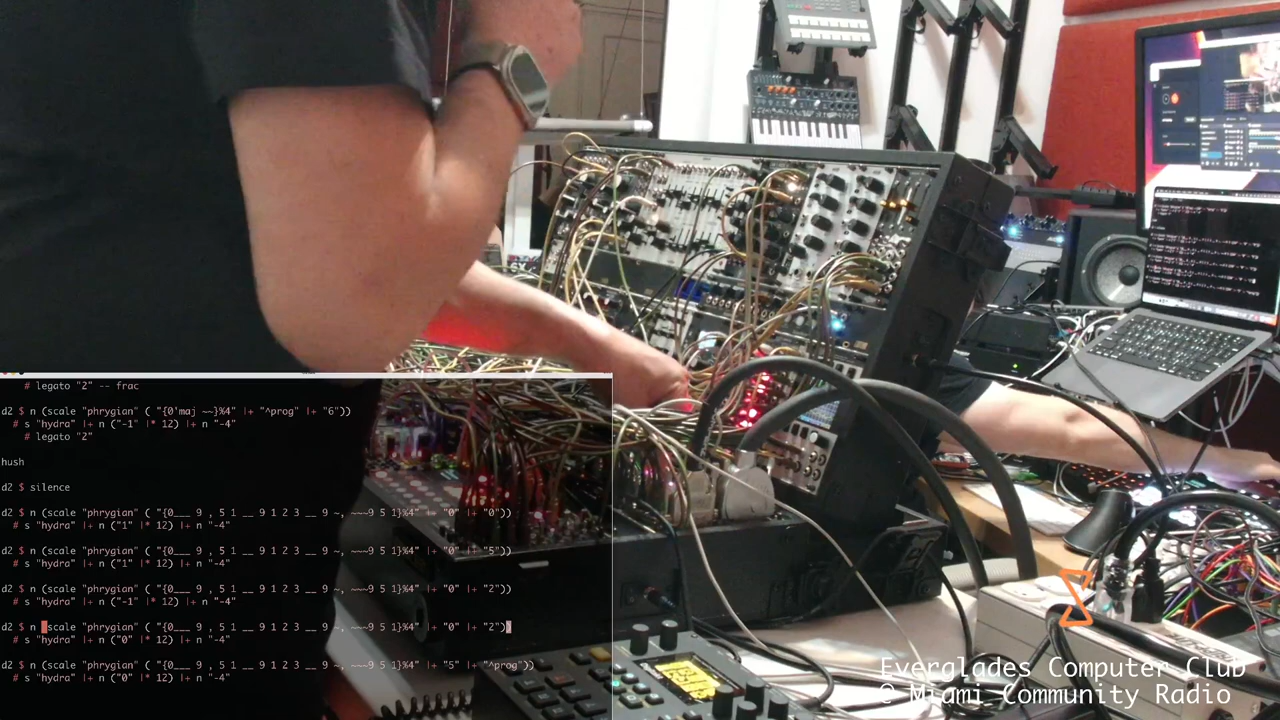 # legato "2" -- frac
d2 $ n (scale "phrygian" ( "{0'maj ~~}%4" |+ "^prog" |+ "6"))
# s "hydra" |+ n ("-1" |* 12) |+ n "-4"
# legato "2"
hush
d2 $ silence
d2 $ n (scale "phrygian" ( "{0___ 9 , 5 1 __ 9 1 2 3 __ 9 ~, ~~~9 5 1}%4" |+ "0" |+ "0"))
# s "hydra" |+ n ("1" |* 12) |+ n "-4"
d2 $ n (scale "phrygian" ( "{0___ 9 , 5 1 __ 9 1 2 3 __ 9 ~, ~~~9 5 1}%4" |+ "0" |+ "5"))
# s "hydra" |+ n ("1" |* 12) |+ n "-4"
d2 $ n (scale "phrygian" ( "{0___ 9 , 5 1 __ 9 1 2 3 __ 9 ~, ~~~9 5 1}%4" |+ "0" |+ "2"))
# s "hydra" |+ n ("-1" |* 12) |+ n "-4"
d2 $ n (scale "phrygian" ( "{0___ 9 , 5 1 __ 9 1 2 3 __ 9 ~, ~~~9 5 1}%4" |+ "0" |+ "2"))
# s "hydra" |+ n ("0" |* 12) |+ n "-4"
d2 $ n (scale "phrygian" ( "{0___ 9 , 5 1 __ 9 1 2 3 __ 9 ~, ~~~9 5 1}%4" |+ "5" |+ "^prog"))
# s "hydra" |+ n ("0" |* 12) |+ n "-4"
Everglades Computer Club
@ Miami Community Radio